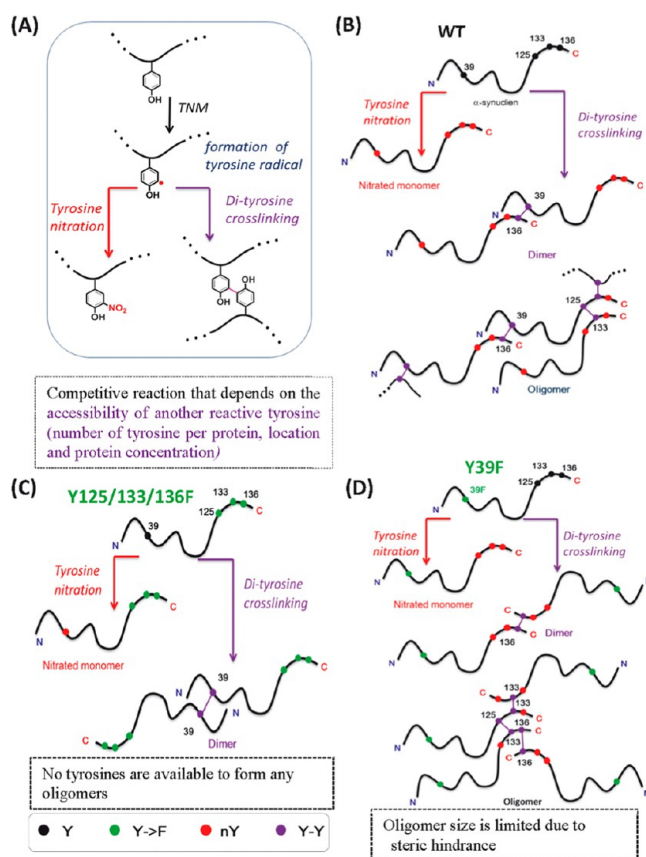 (A)
OH
TNM
formation of
tyrosine radical
OH
Tyrosine
nitration
Di-tyrosine
crosslinking
NO₂
OH
OH
OH
Competitive reaction that depends on the
accessibility of another reactive tyrosine
(number of tyrosine per protein, location
and protein concentration)
(B)
WT
133
136
125
C
39
N
α-synuclien
Tyrosine
nitration
Di-tyrosine
crosslinking
C
N
Nitrated monomer
39
N
C
C
136
N
Dimer
39
125
C
N
C
133
C
136
N
N
Oligomer
(C)
Y125/133/136F
133
136
125
C
39
N
Tyrosine
nitration
Di-tyrosine
crosslinking
C
N
Nitrated monomer
39
C
N
N
39
C
Dimer
No tyrosines are available to form any
oligomers
Y
Y->F
nY
Y-Y
(D)
Y39F
133
136
125
C
39F
N
Tyrosine
nitration
Di-tyrosine
crosslinking
C
N
Nitrated monomer
N
C
C
Dimer
136
N
N
133
C
133
125
136
C
N
133
C
136
N
N
Oligomer
Oligomer size is limited due to
steric hindrance